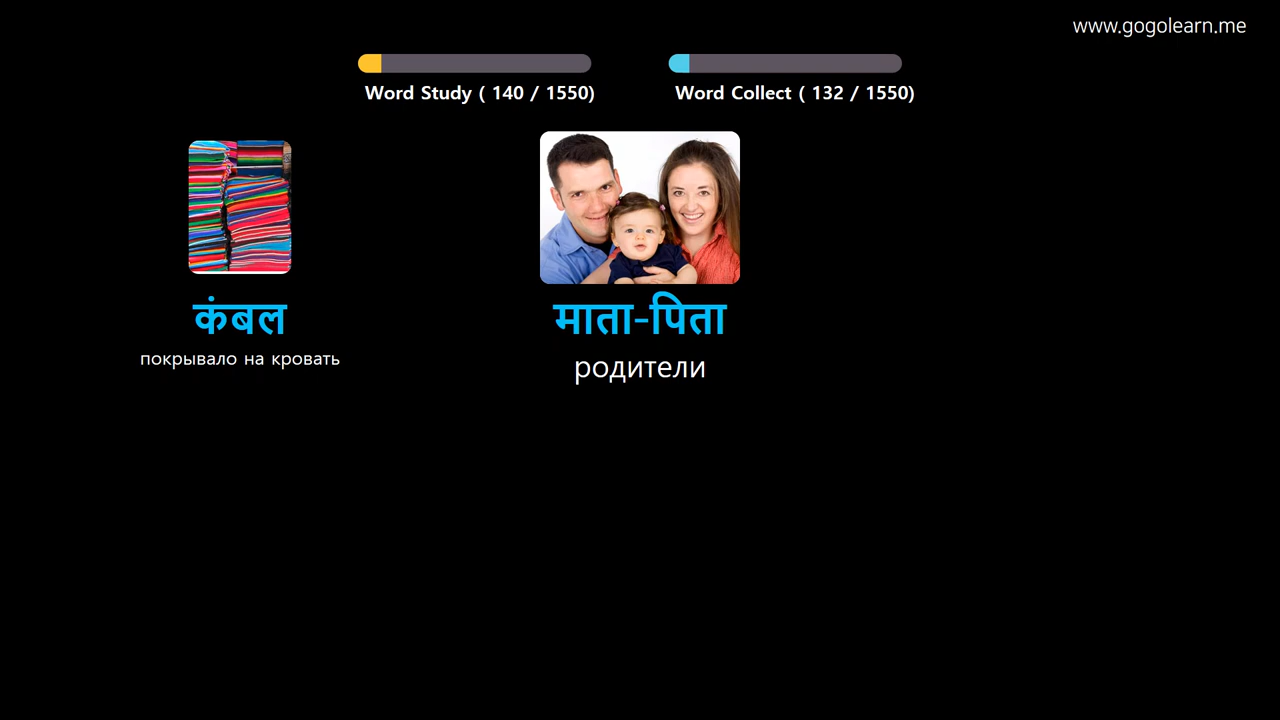 www.gogolearn.me
Word Study ( 140 / 1550)
Word Collect ( 132 / 1550)
कंबल
покрывало на кровать
माता-पिता
родители